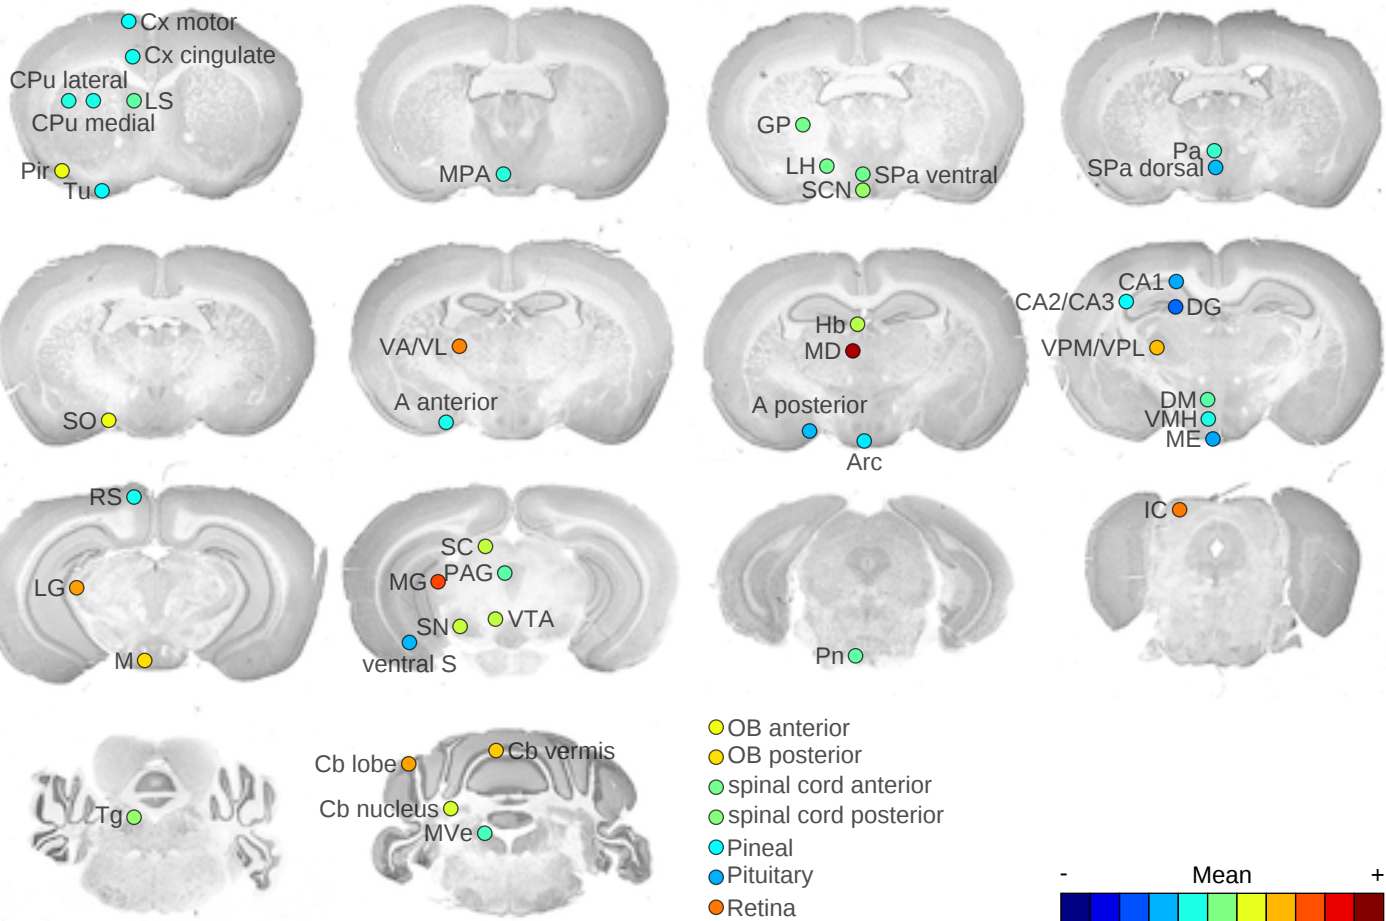 Cx motor
Cx cingulate
CPu lateral
LS
CPu medial
Pir
Tu
MPA
GP
LH
SPa ventral
SCN
Pa
SPa dorsal
SO
VA/VL
A anterior
Hb
MD
A posterior
Arc
CA1
CA2/CA3
DG
VPM/VPL
DM
VMH
ME
RS
LG
M
SC
MG
PAG
SN
VTA
ventral S
Pn
IC
Tg
Cb lobe
Cb vermis
Cb nucleus
MVe
OB anterior
OB posterior
spinal cord anterior
spinal cord posterior
Pineal
Pituitary
Retina
- Mean +